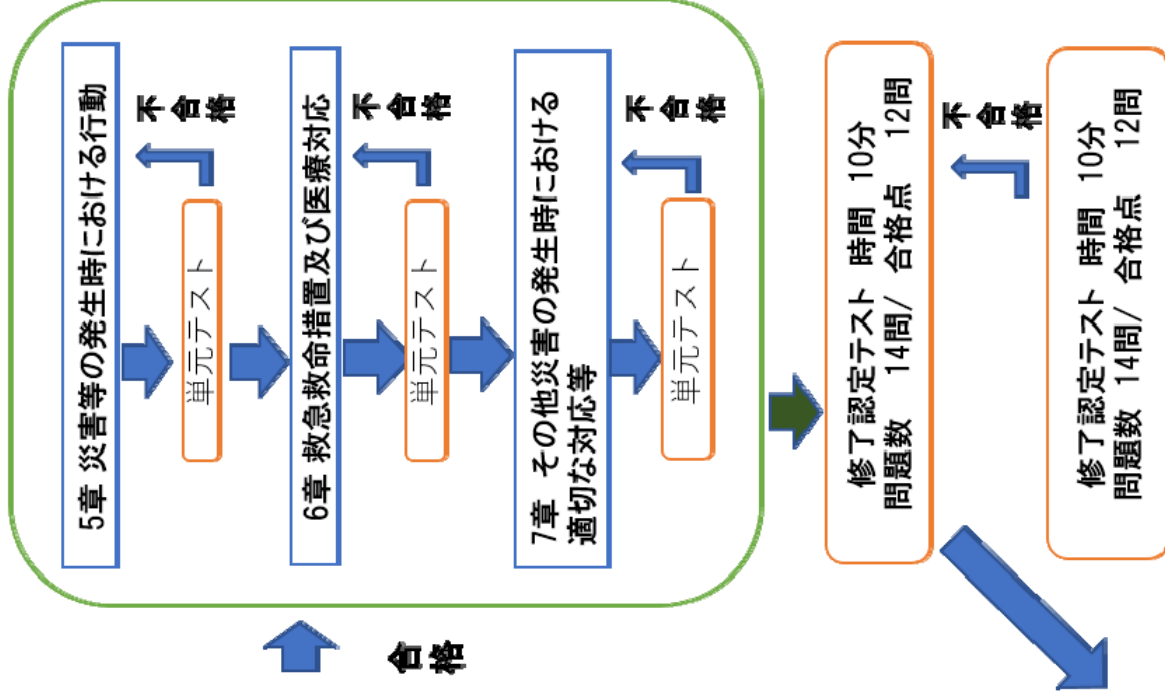 5章 災害等の発生時における行動
不合格
単元テスト
6章 救急救命措置及び医療対応
不合格
単元テスト
7章 その他災害の発生時における
適切な対応等
不合格
単元テスト
合格
修了認定テスト 時間 10分
問題数 14問/ 合格点 12問
不合格
修了認定テスト 時間 10分
問題数 14問/ 合格点 12問